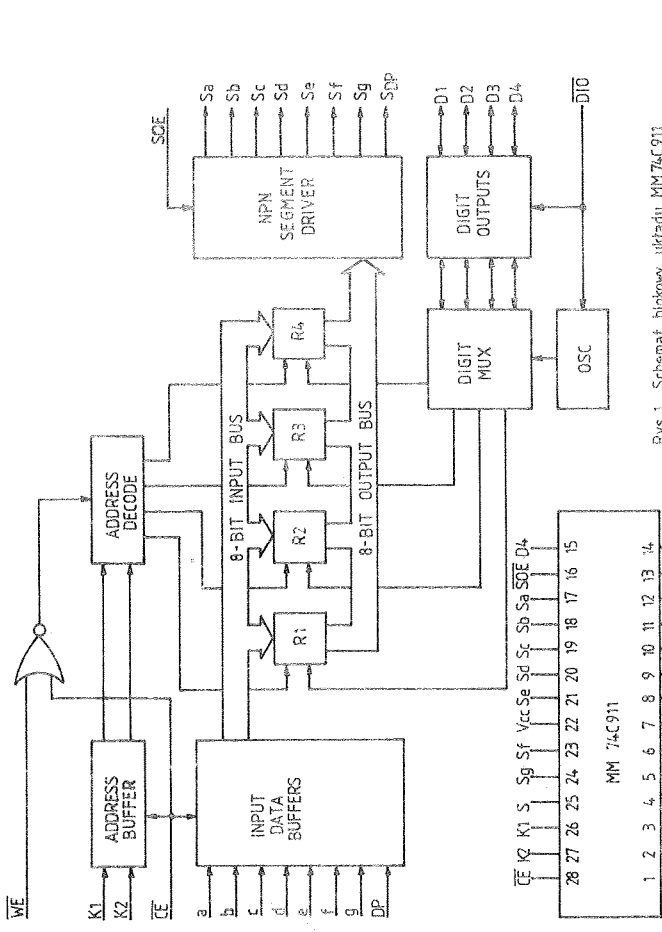 WE
K1
K2
CE
ADDRESS
BUFFER
ADDRESS
DECODE
a
b
c
d
e
f
g
DP
INPUT
DATA
BUFFERS
8-BIT INPUT BUS
R1
R2
R3
R4
8-BIT OUTPUT BUS
SOE
NPN
SEGMENT
DRIVER
Sa
Sb
Sc
Sd
Se
Sf
Sg
SDP
DIGIT
MUX
DIGIT
OUTPUTS
D1
D2
D3
D4
OSC
DIO
CE K2 K1 S Sg Sf Vcc Se Sd Sc Sb Sa SOE D4
28 27 26 25 24 23 22 21 20 19 18 17 16 15
MM 74C911
1 2 3 4 5 6 7 8 9 10 11 12 13 14
Rys. 1. Schemat blokowy układu MM74C911